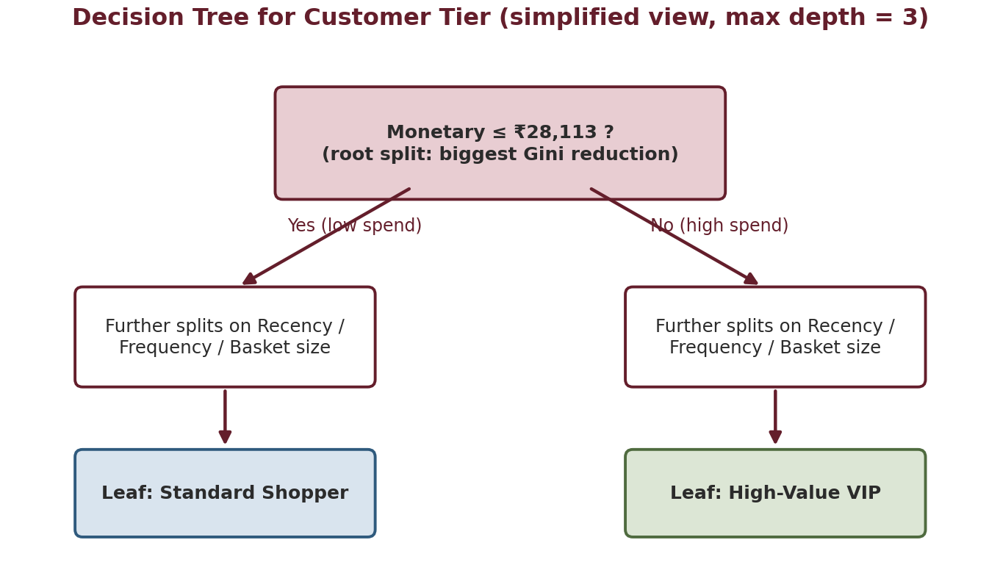 Decision Tree for Customer Tier (simplified view, max depth = 3)
Monetary ≤ ₹28,113 ?
(root split: biggest Gini reduction)
Yes (low spend)
No (high spend)
Further splits on Recency /
Frequency / Basket size
Further splits on Recency /
Frequency / Basket size
Leaf: Standard Shopper
Leaf: High-Value VIP